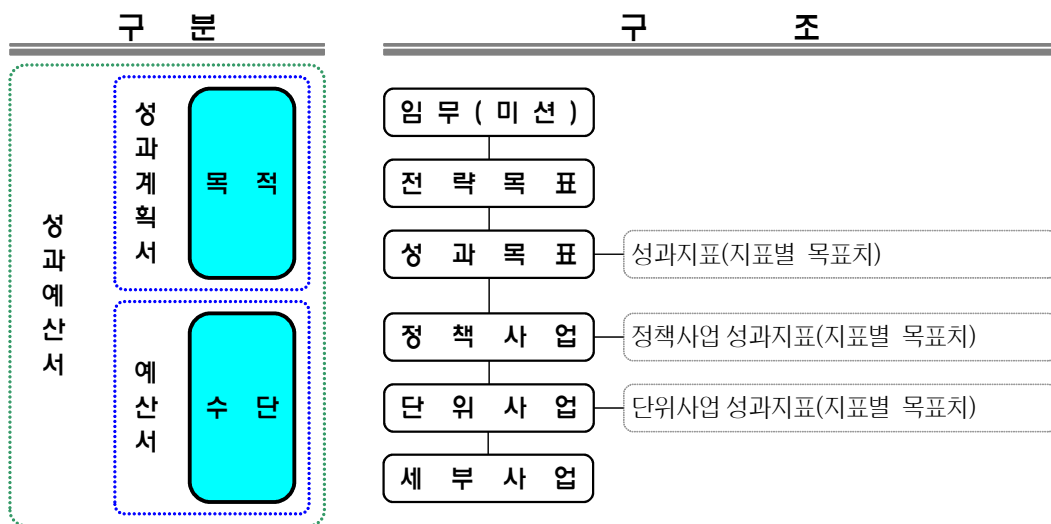 구 분
구 조
성과예산서
성과계획서
목 적
예산서
수 단
임 무 ( 미 션 )
전 략 목 표
성 과 목 표
성과지표(지표별 목표치)
정 책 사 업
정책사업 성과지표(지표별 목표치)
단 위 사 업
단위사업 성과지표(지표별 목표치)
세 부 사 업